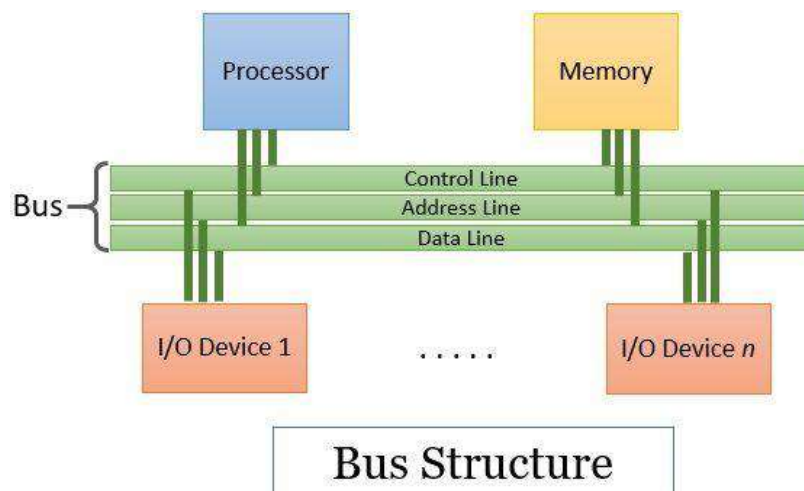 Processor
Memory
Control Line
Bus
Address Line
Data Line
I/O Device 1
.....
I/O Device n
Bus Structure